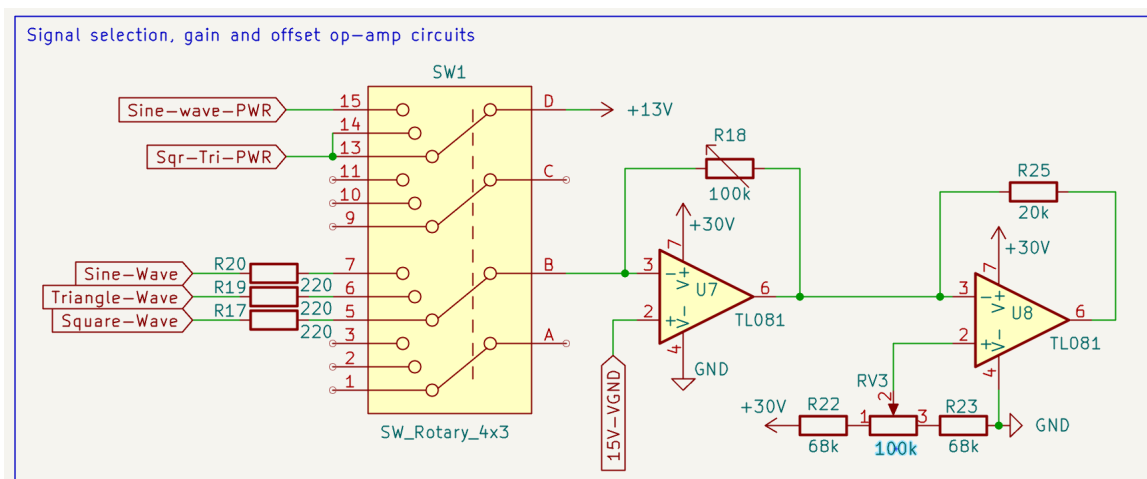 Signal selection, gain and offset op-amp circuits
SW1
Sine-wave-PWR
15
D
+13V
14
Sqr-Tri-PWR
13
11
C
10
9
R18
100k
R25
20k
+30V
7
+30V
7
Sine-Wave
R20
220
7
B
3
-
V+
U7
6
TL081
Triangle-Wave
R19
220
6
3
-
V+
U8
6
TL081
Square-Wave
R17
220
5
2
+
V-
4
GND
3
A
2
+
V-
4
2
1
15V-VGND
SW_Rotary_4x3
RV3
2
+30V
R22
68k
1
3
100k
R23
68k
GND